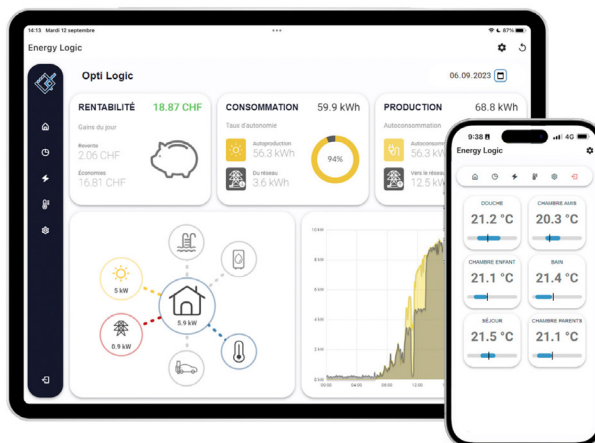 14:13 Mardi 12 septembre
87%
Energy Logic
Opti Logic
06.09.2023
RENTABILITÉ 18.87 CHF
Gains du jour
Revente
2.06 CHF
Économies
16.81 CHF
CONSOMMATION 59.9 kWh
Taux d'autonomie
Autoproduction
56.3 kWh
Du réseau
3.6 kWh
94%
PRODUCTION 68.8 kWh
Autoconsommation
56.3
Vers le
12.5
5 kW
0.9 kW
5.9 kW
10 kW
8 kW
6 kW
4 kW
2 kW
0 kW
00:00 04:00 08:00 12:00
9:38
4G
Energy Logic
DOUCHE
21.2 °C
CHAMBRE AMIS
20.3 °C
CHAMBRE ENFANT
21.1 °C
BAIN
21.4 °C
SÉJOUR
21.5 °C
CHAMBRE PARENTS
21.1 °C